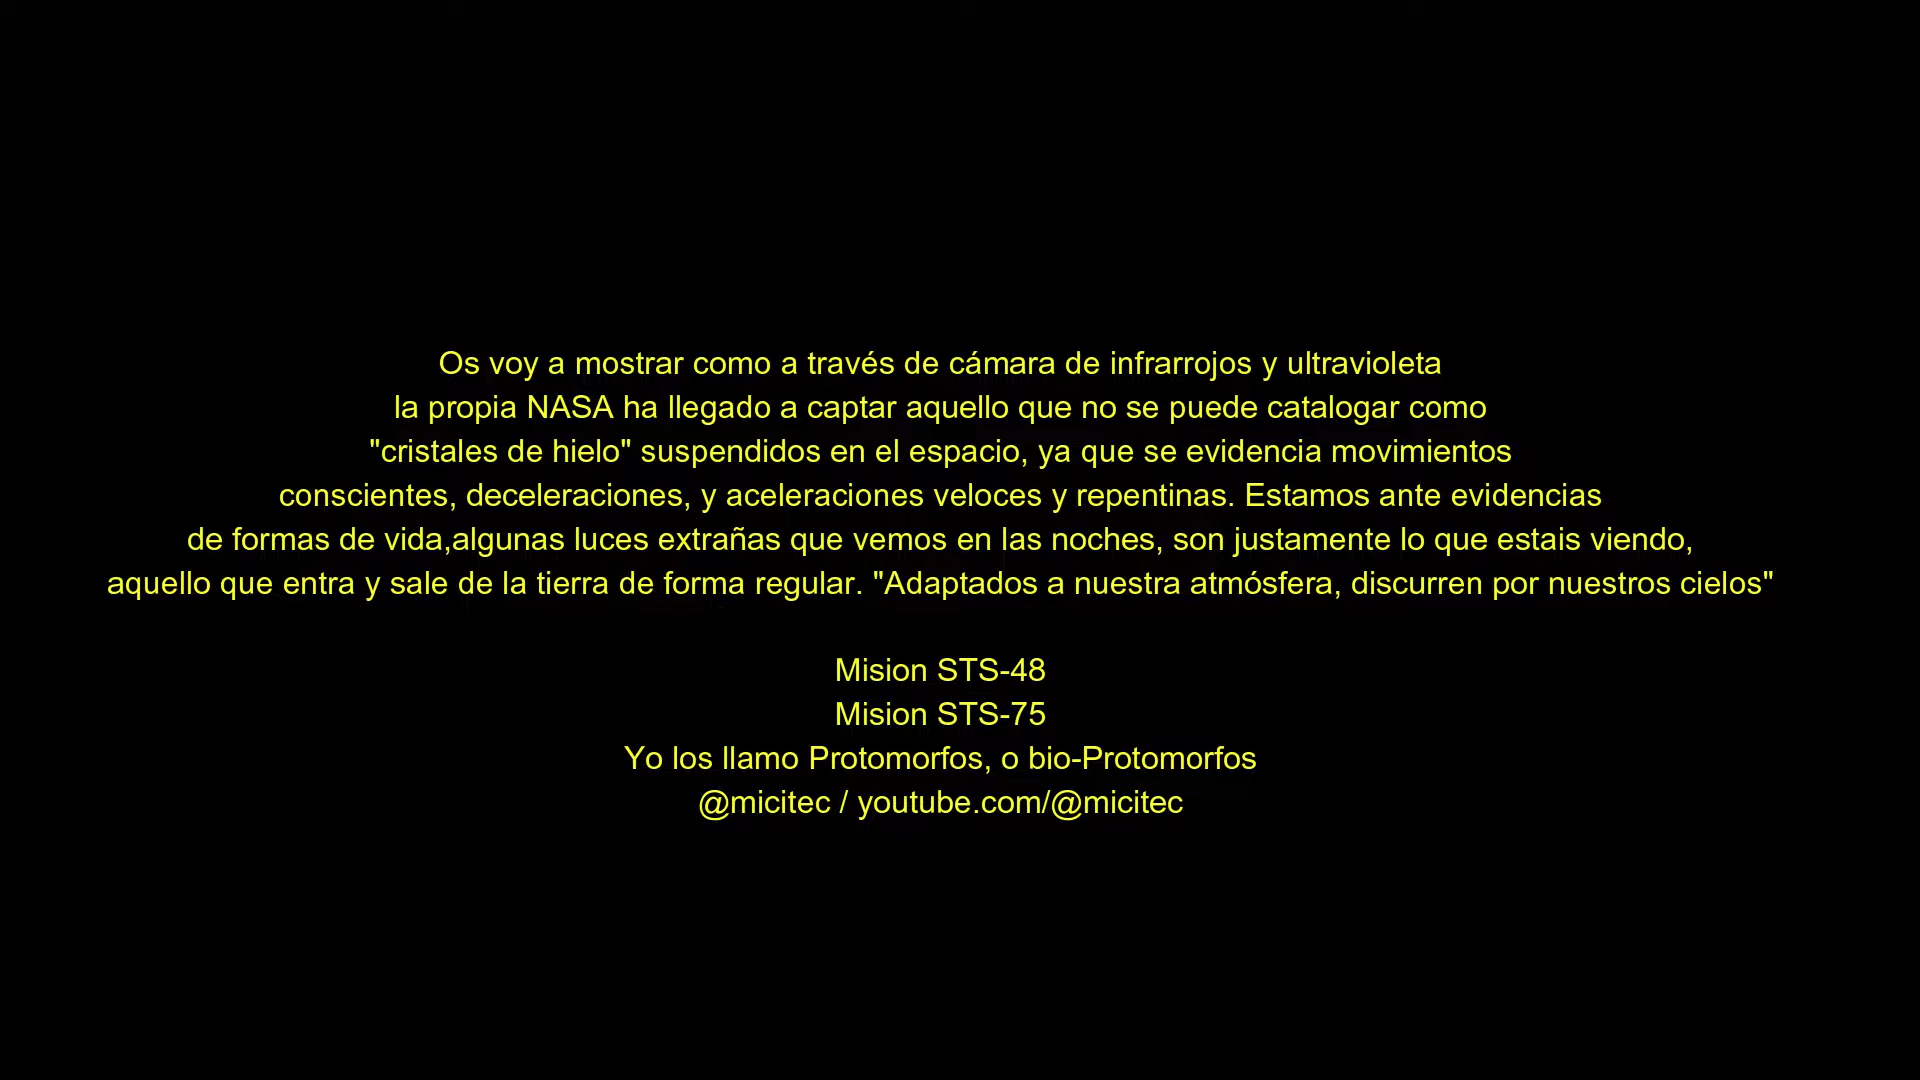 Os voy a mostrar como a través de cámara de infrarrojos y ultravioleta
la propia NASA ha llegado a captar aquello que no se puede catalogar como
"cristales de hielo" suspendidos en el espacio, ya que se evidencia movimientos
conscientes, deceleraciones, y aceleraciones veloces y repentinas. Estamos ante evidencias
de formas de vida,algunas luces extrañas que vemos en las noches, son justamente lo que estais viendo,
aquello que entra y sale de la tierra de forma regular. "Adaptados a nuestra atmósfera, discurren por nuestros cielos"
Mision STS-48
Mision STS-75
Yo los llamo Protomorfos, o bio-Protomorfos
@micitec / youtube.com/@micitec